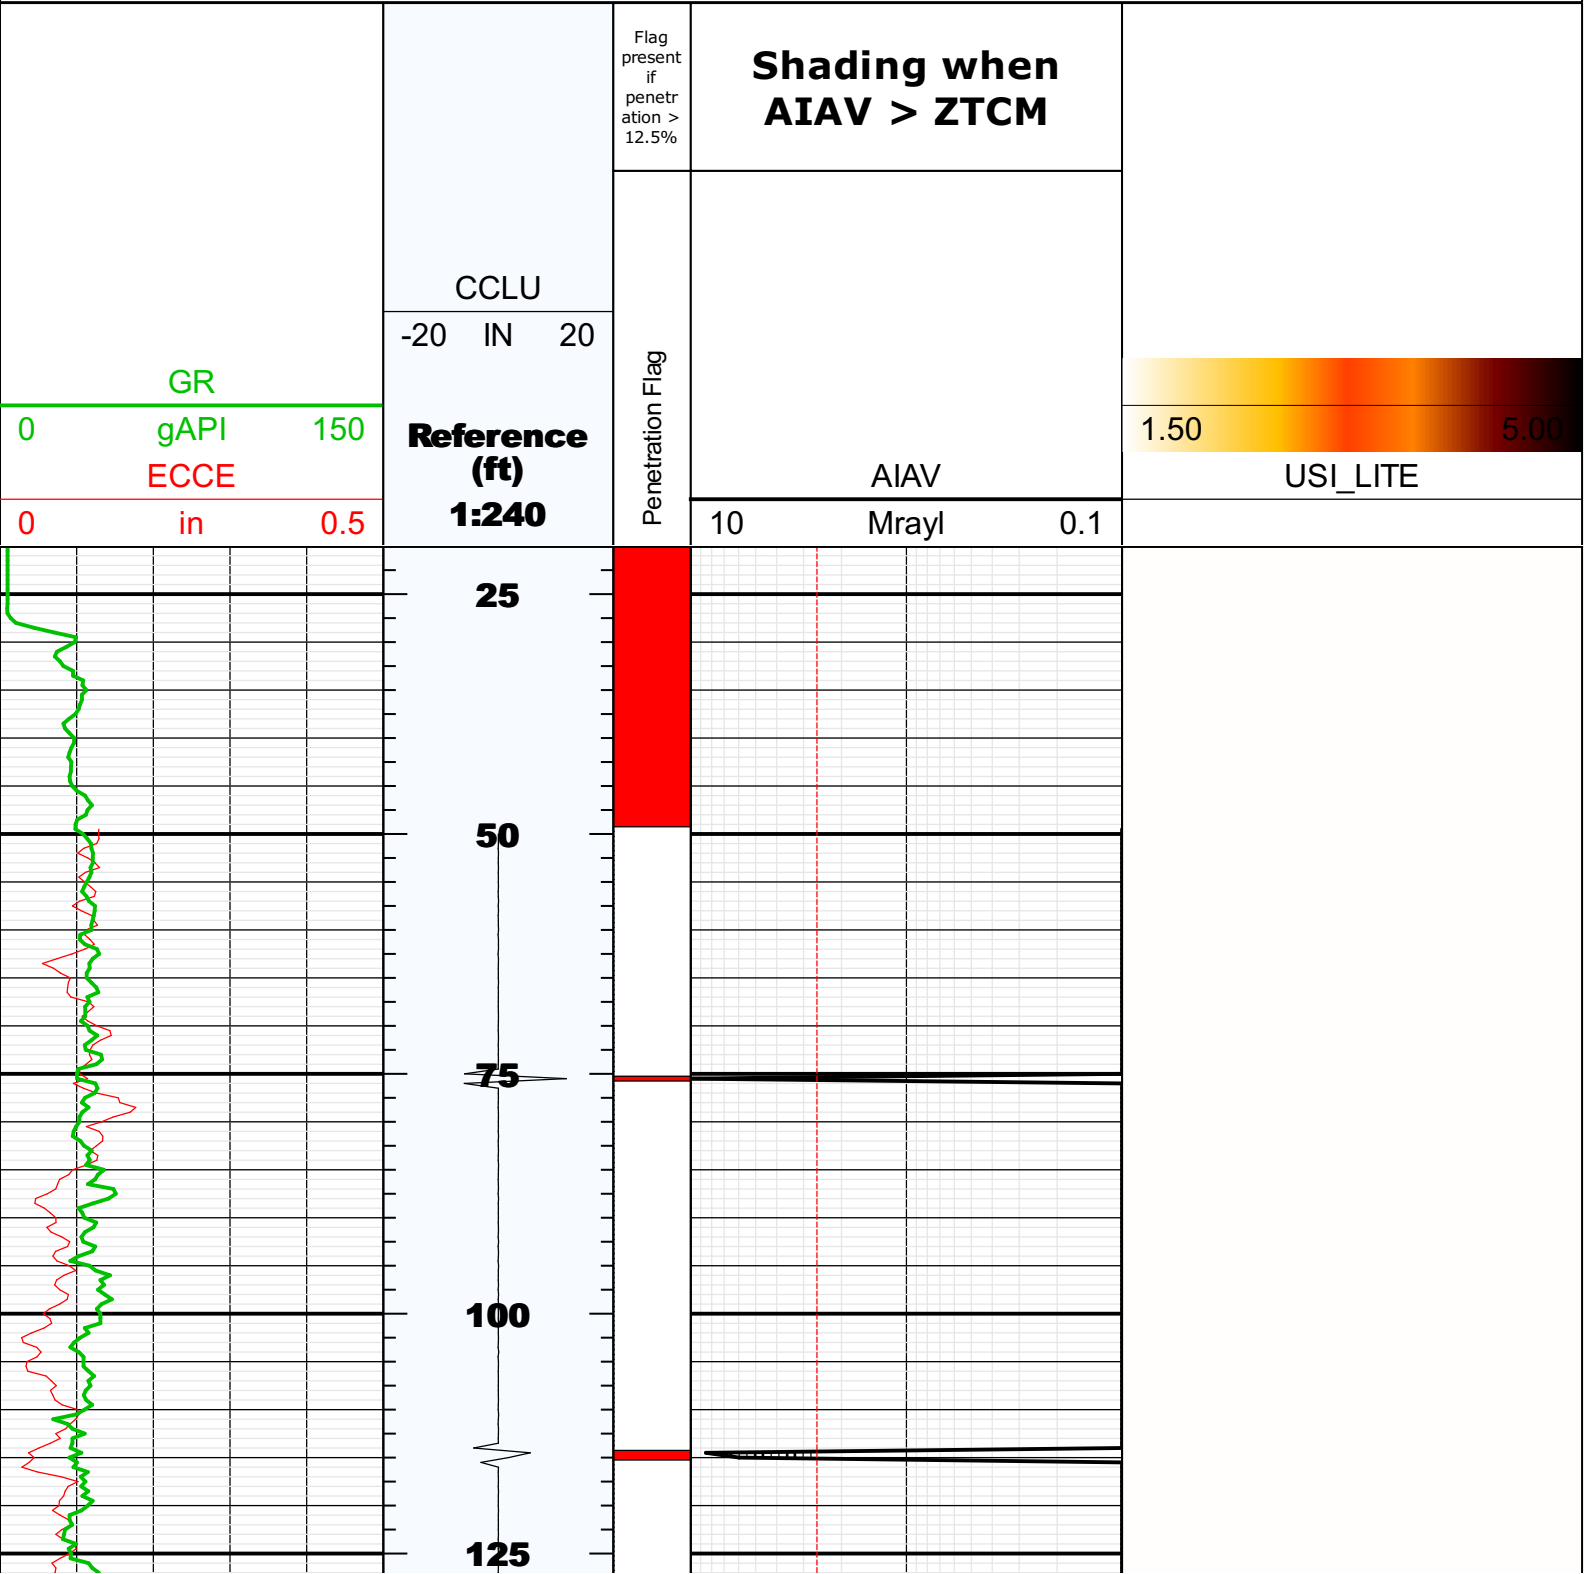 Flag
present
if
penetr
ation >
12.5%
Shading when
AIAV > ZTCM
CCLU
-20 IN 20
GR
0 gAPI 150
ECCE
0 in 0.5
Reference
(ft)
1:240
Penetration Flag
AIAV
10 Mrayl 0.1
1.50 5.00
USI_LITE
25
50
75
100
125